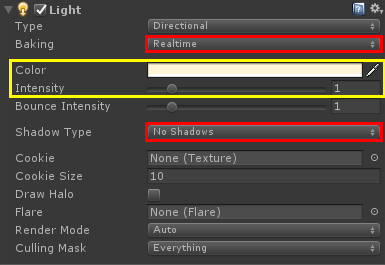 Light
Type Directional
Baking Realtime
Color
Intensity 1
Bounce Intensity 1
Shadow Type No Shadows
Cookie None (Texture)
Cookie Size 10
Draw Halo
Flare None (Flare)
Render Mode Auto
Culling Mask Everything